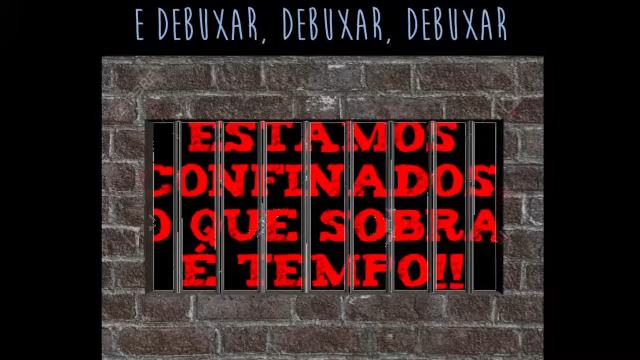 E DEBUXAR, DEBUXAR, DEBUXAR
ESTAMOS
CONFINADOS
O QUE SOBRA
É TEMPO!!